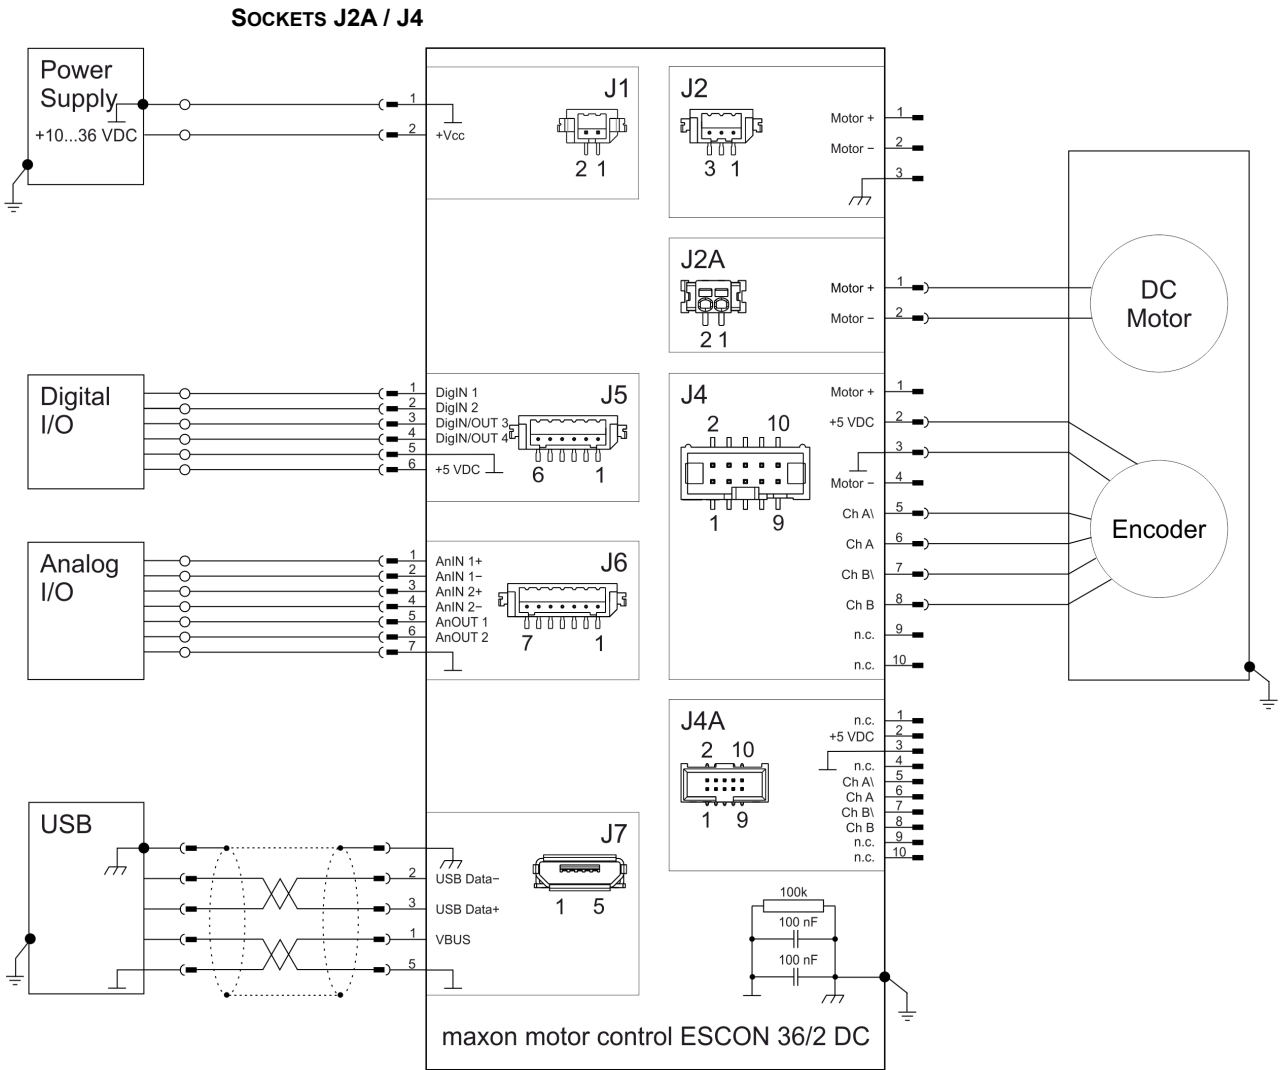 SOCKETS J2A / J4
Power
Supply
+10...36 VDC
1
2
+Vcc
J1
2 1
J2
3 1
Motor +
1
Motor −
2
3
J2A
2 1
Motor +
1
Motor −
2
DC
Motor
Digital
I/O
1
DigIN 1
2
DigIN 2
3
DigIN/OUT 3
4
DigIN/OUT 4
5
6
+5 VDC
J5
6 1
J4
2 10
1 9
Motor +
1
+5 VDC
2
3
Motor −
4
Ch A\
5
Ch A
6
Ch B\
7
Ch B
8
n.c.
9
n.c.
10
Encoder
Analog
I/O
1
AnIN 1+
2
AnIN 1−
3
AnIN 2+
4
AnIN 2−
5
AnOUT 1
6
AnOUT 2
7
J6
7 1
J4A
2 10
1 9
n.c.
1
+5 VDC
2
3
n.c.
4
Ch A\
5
Ch A
6
Ch B\
7
Ch B
8
n.c.
9
n.c.
10
USB
2
USB Data−
3
USB Data+
1
VBUS
5
J7
1 5
100k
100 nF
100 nF
maxon motor control ESCON 36/2 DC